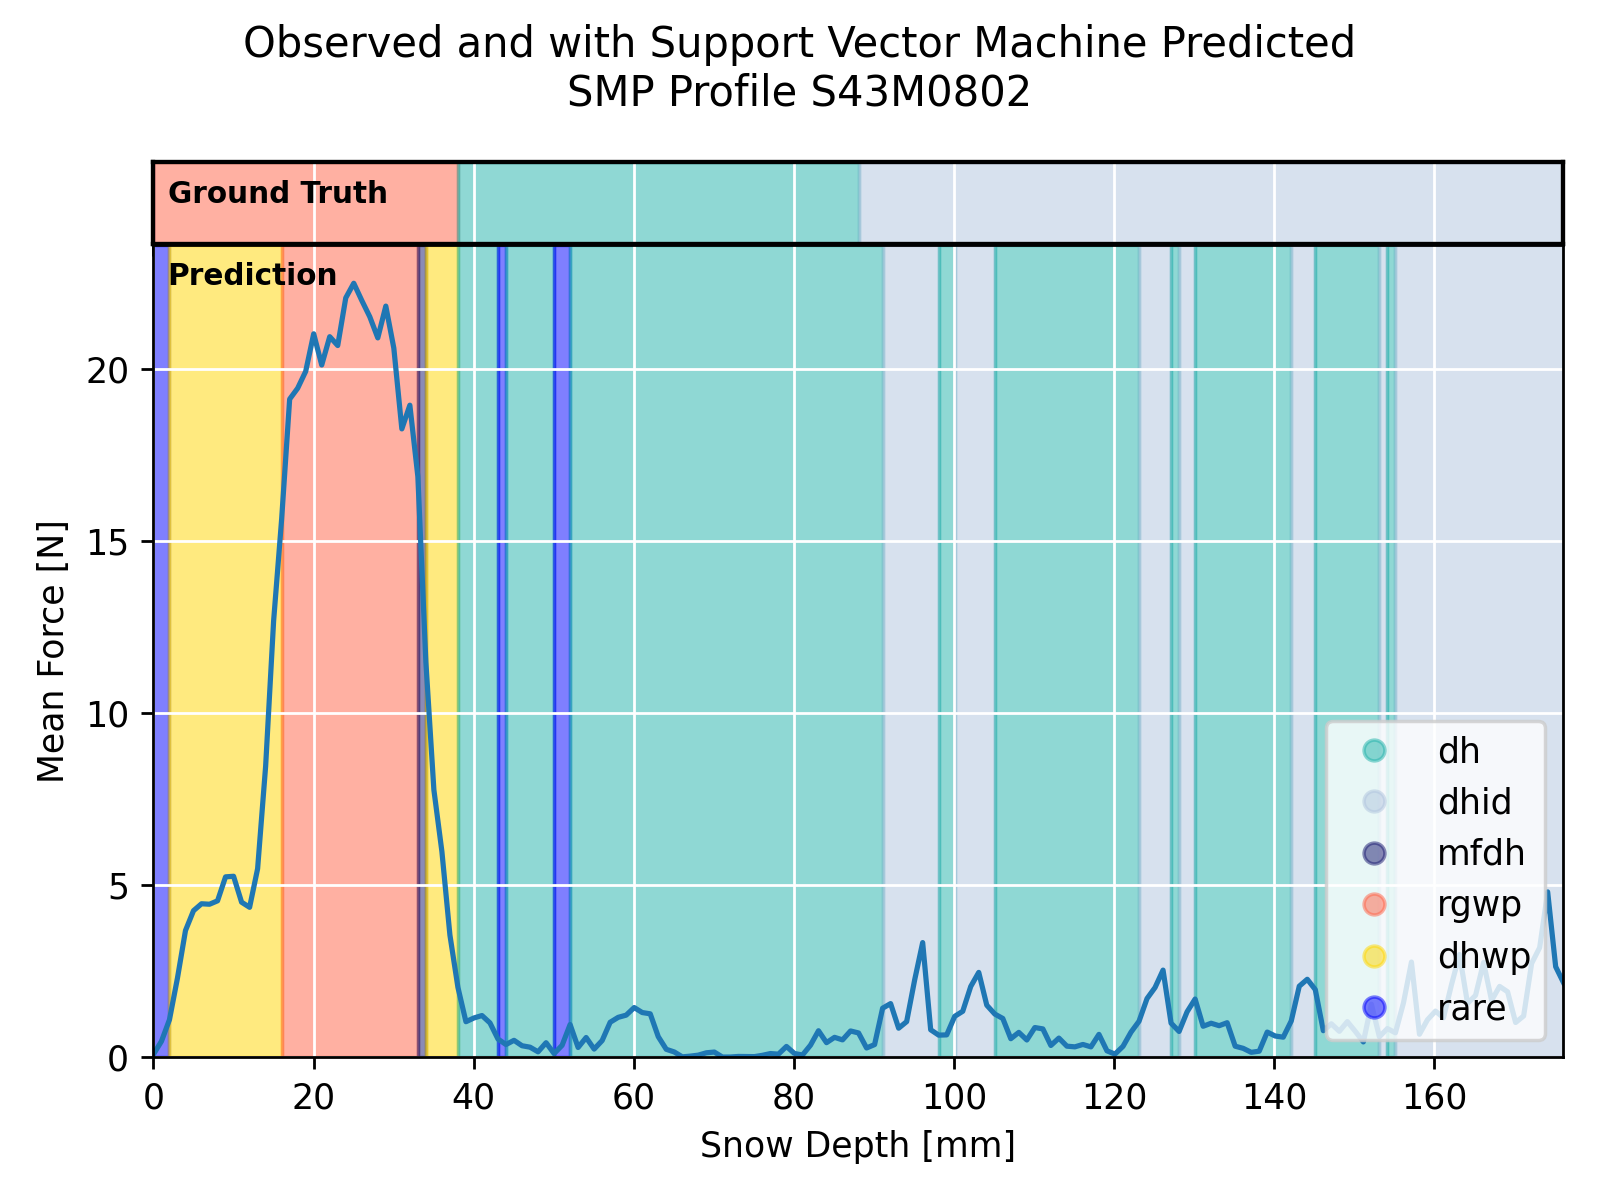 Observed and with Support Vector Machine Predicted
SMP Profile S43M0802
Ground Truth
Prediction
Mean Force [N]
20
15
10
5
0
0 20 40 60 80 100 120 140 160
Snow Depth [mm]
dh
dhid
mfdh
rgwp
dhwp
rare